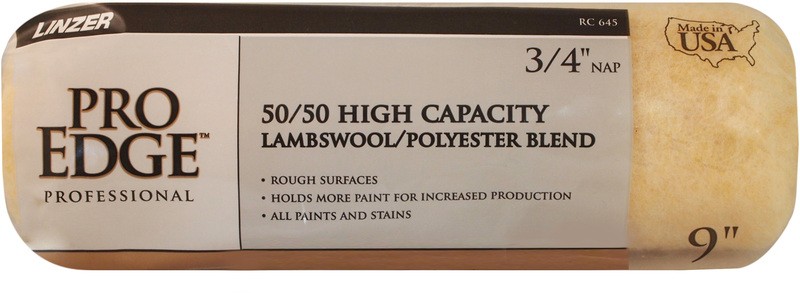 LINZER
RC 645
PRO
EDGE™
PROFESSIONAL
3/4" NAP
50/50 HIGH CAPACITY
LAMBSWOOL/POLYESTER BLEND
• ROUGH SURFACES
• HOLDS MORE PAINT FOR INCREASED PRODUCTION
• ALL PAINTS AND STAINS
Made in
USA
9"